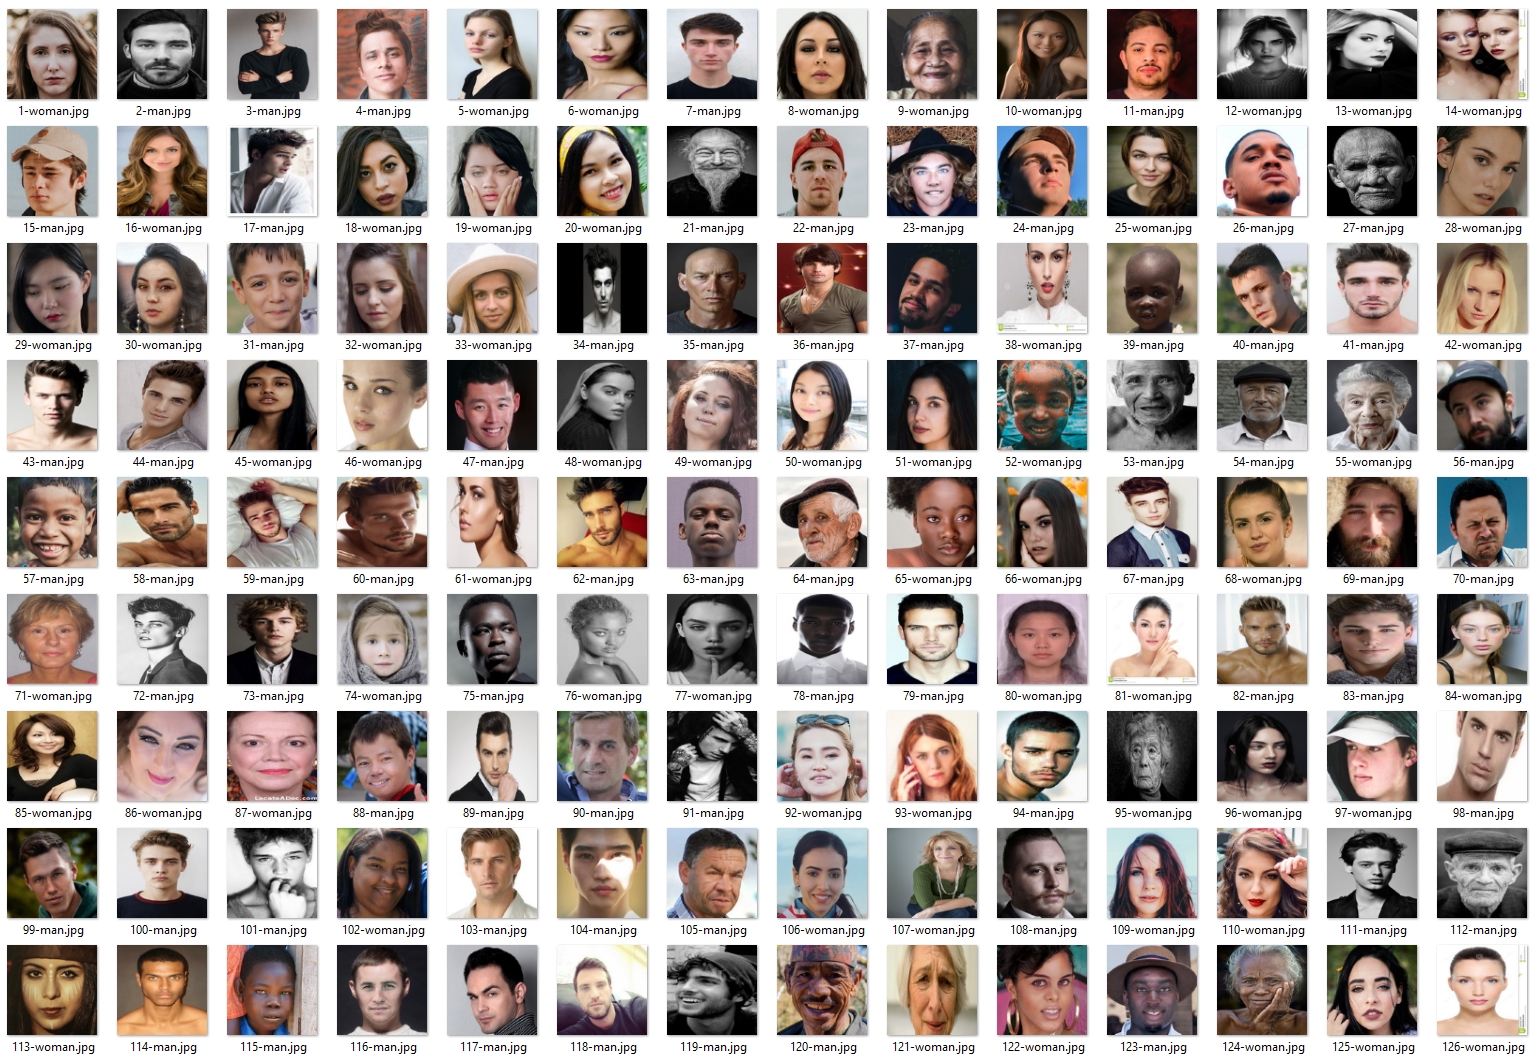 1-woman.jpg 2-man.jpg 3-man.jpg 4-man.jpg 5-woman.jpg 6-woman.jpg 7-man.jpg 8-woman.jpg 9-woman.jpg 10-woman.jpg 11-man.jpg 12-woman.jpg 13-woman.jpg 14-woman.jpg
15-man.jpg 16-woman.jpg 17-man.jpg 18-woman.jpg 19-woman.jpg 20-woman.jpg 21-man.jpg 22-man.jpg 23-man.jpg 24-man.jpg 25-woman.jpg 26-man.jpg 27-man.jpg 28-woman.jpg
29-woman.jpg 30-woman.jpg 31-man.jpg 32-woman.jpg 33-woman.jpg 34-man.jpg 35-man.jpg 36-man.jpg 37-man.jpg 38-woman.jpg 39-man.jpg 40-man.jpg 41-man.jpg 42-woman.jpg
43-man.jpg 44-man.jpg 45-woman.jpg 46-woman.jpg 47-man.jpg 48-woman.jpg 49-woman.jpg 50-woman.jpg 51-woman.jpg 52-woman.jpg 53-man.jpg 54-man.jpg 55-woman.jpg 56-man.jpg
57-man.jpg 58-man.jpg 59-man.jpg 60-man.jpg 61-woman.jpg 62-man.jpg 63-man.jpg 64-man.jpg 65-woman.jpg 66-woman.jpg 67-man.jpg 68-woman.jpg 69-man.jpg 70-man.jpg
71-woman.jpg 72-man.jpg 73-man.jpg 74-woman.jpg 75-man.jpg 76-woman.jpg 77-woman.jpg 78-man.jpg 79-man.jpg 80-woman.jpg 81-woman.jpg 82-man.jpg 83-man.jpg 84-woman.jpg
LocateADoc.com
85-woman.jpg 86-woman.jpg 87-woman.jpg 88-man.jpg 89-man.jpg 90-man.jpg 91-man.jpg 92-woman.jpg 93-woman.jpg 94-man.jpg 95-woman.jpg 96-woman.jpg 97-man.jpg 98-man.jpg
99-man.jpg 100-man.jpg 101-man.jpg 102-woman.jpg 103-man.jpg 104-man.jpg 105-man.jpg 106-woman.jpg 107-woman.jpg 108-man.jpg 109-woman.jpg 110-woman.jpg 111-man.jpg 112-man.jpg
113-woman.jpg 114-man.jpg 115-man.jpg 116-man.jpg 117-man.jpg 118-man.jpg 119-man.jpg 120-man.jpg 121-woman.jpg 122-woman.jpg 123-man.jpg 124-woman.jpg 125-woman.jpg 126-woman.jpg